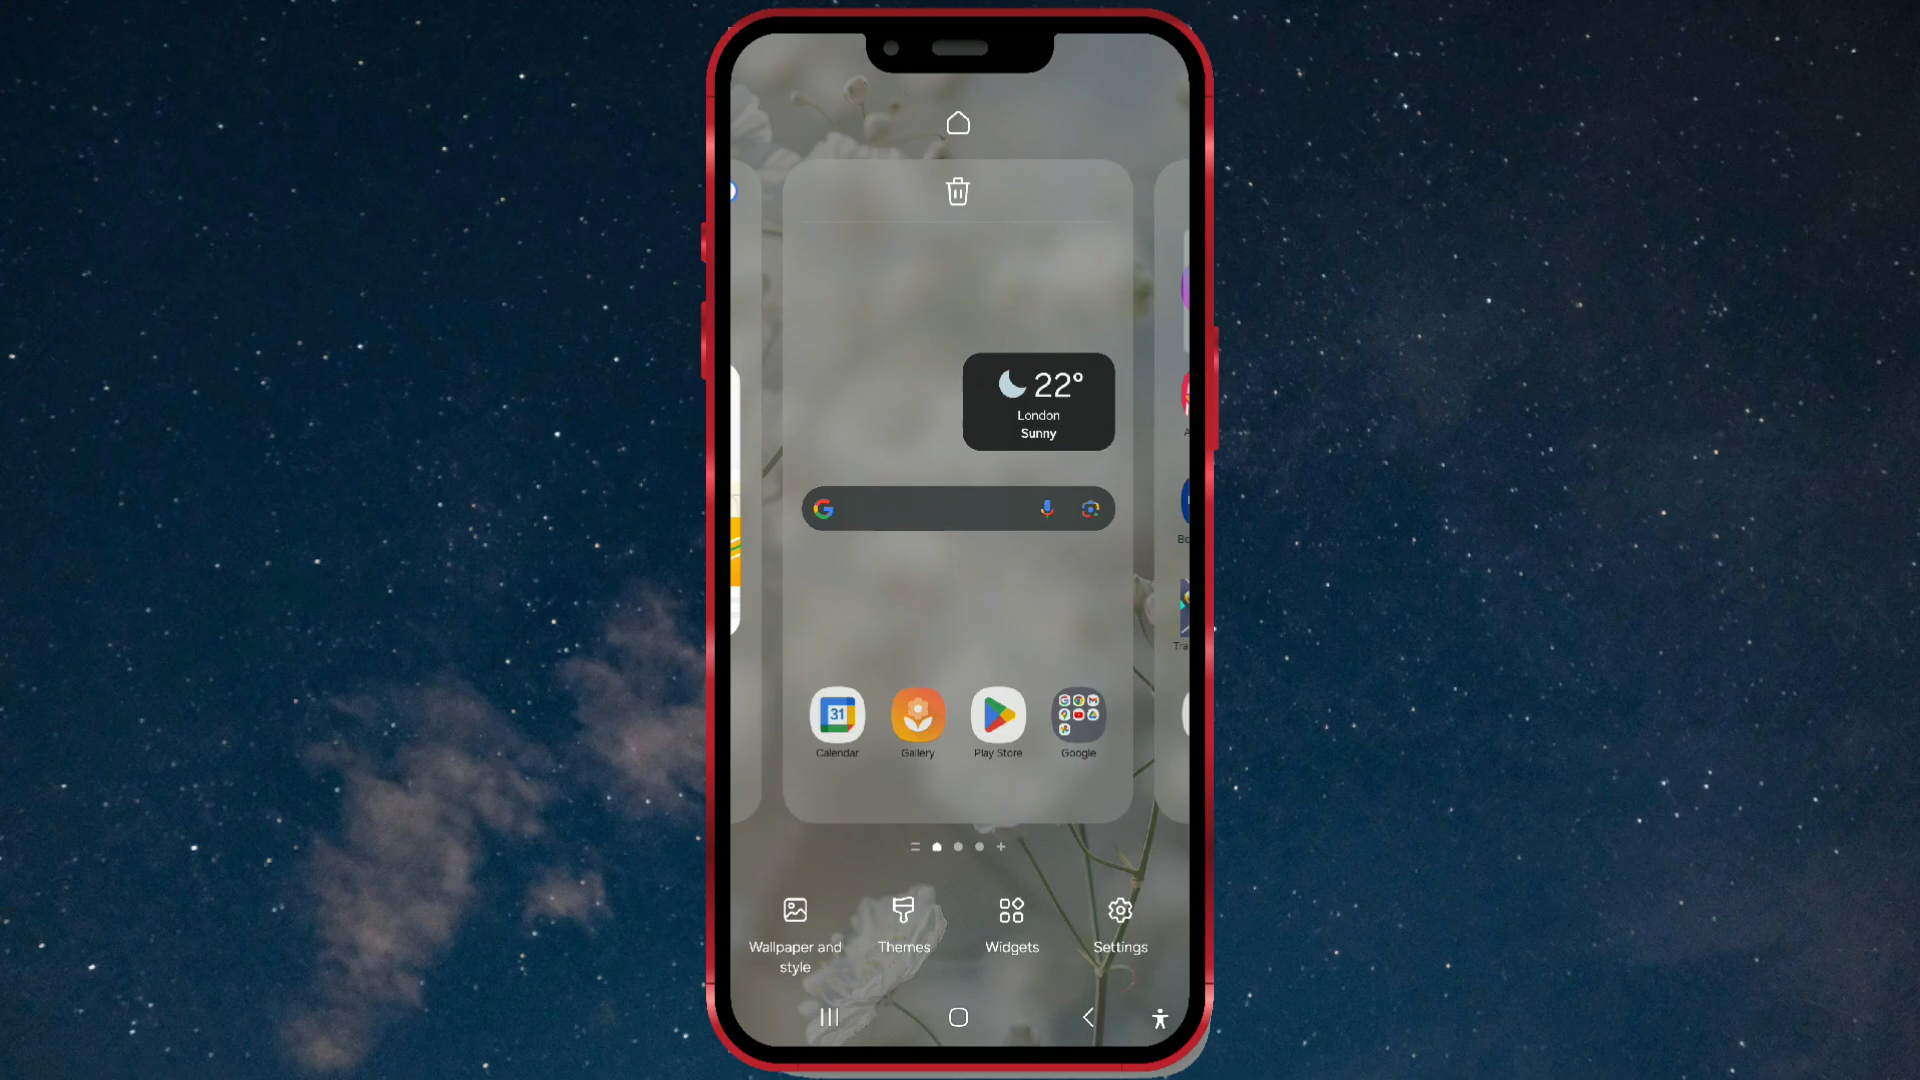 22°
London
Sunny
31
Calendar
Gallery
Play Store
Google
Wallpaper and
style
Themes
Widgets
Settings